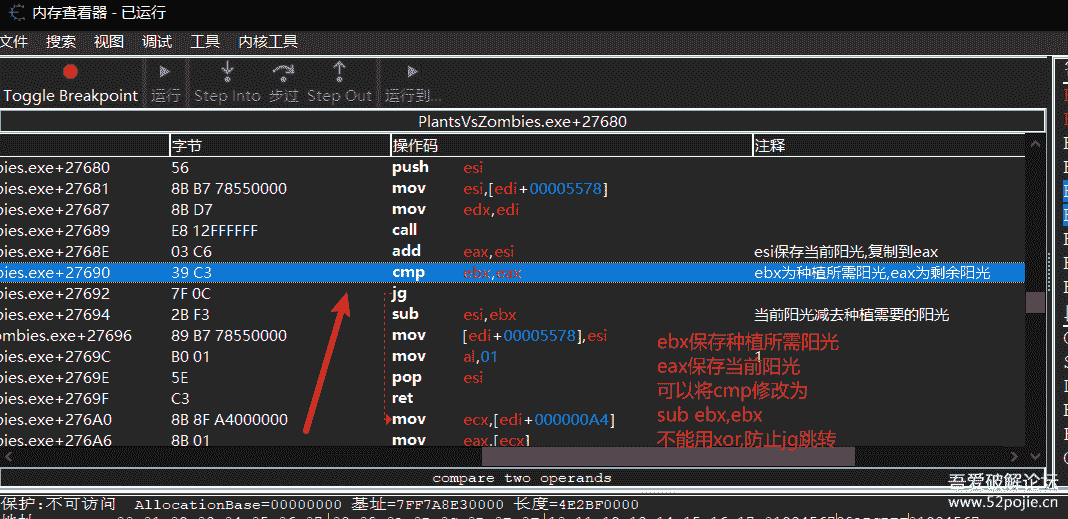 内存查看器 - 已运行
文件 搜索 视图 调试 工具 内核工具
Toggle Breakpoint 运行 Step Into 步过 Step Out 运行到...
PlantsVsZombies.exe+27680
字节 操作码 注释
bies.exe+27680 56 push esi
bies.exe+27681 8B B7 78550000 mov esi,[edi+00005578]
bies.exe+27687 8B D7 mov edx,edi
bies.exe+27689 E8 12FFFFFF call
bies.exe+2768E 03 C6 add eax,esi esi保存当前阳光,复制到eax
bies.exe+27690 39 C3 cmp ebx,eax ebx为种植所需阳光,eax为剩余阳光
bies.exe+27692 7F 0C jg
bies.exe+27694 2B F3 sub esi,ebx 当前阳光减去种植需要的阳光
ombies.exe+27696 89 B7 78550000 mov [edi+00005578],esi
bies.exe+2769C B0 01 mov al,01 1
bies.exe+2769E 5E pop esi
bies.exe+2769F C3 ret
bies.exe+276A0 8B 8F A4000000 mov ecx,[edi+000000A4]
bies.exe+276A6 8B 01 mov eax,[ecx]
ebx保存种植所需阳光
eax保存当前阳光
可以将cmp修改为
sub ebx,ebx
不能用xor,防止jg跳转
compare two operands
保护:不可访问 AllocationBase=00000000 基址=7FF7A8E30000 长度=4E2BF0000
吾爱破解论坛
www.52pojie.cn